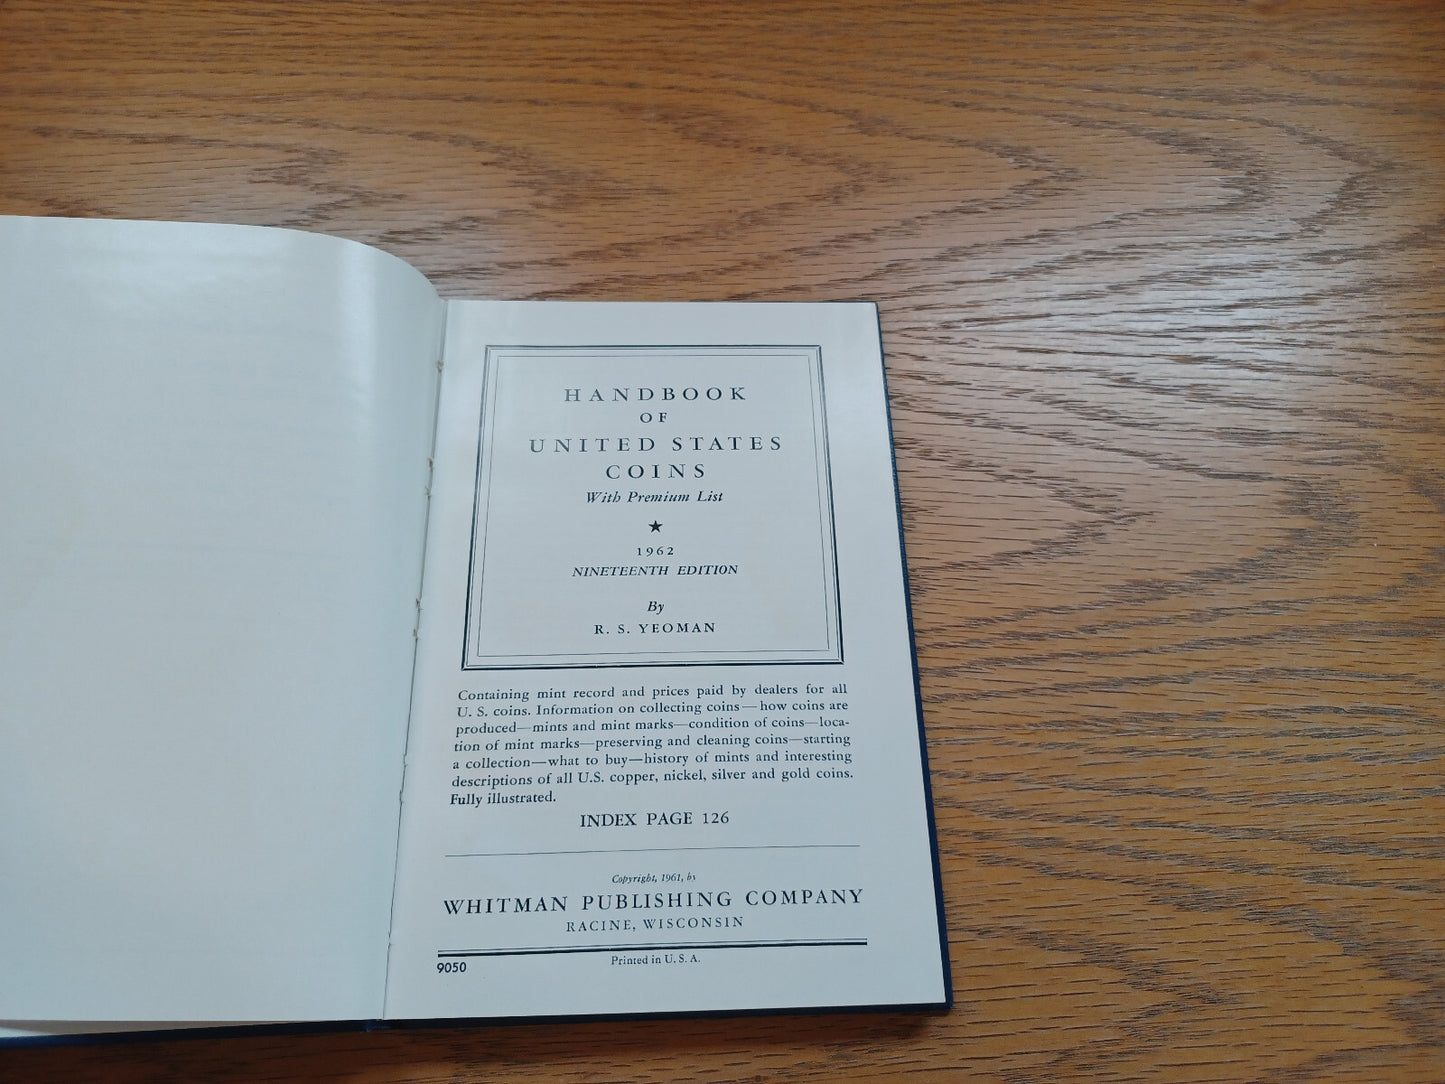 HANDBOOK
OF
UNITED STATES
COINS
With Premium List
★
1962
NINETEENTH EDITION
By
R. S. YEOMAN
Containing mint record and prices paid by dealers for all
U. S. coins. Information on collecting coins—how coins are
produced—mints and mint marks—condition of coins—loca-
tion of mint marks—preserving and cleaning coins—starting
a collection—what to buy—history of mints and interesting
descriptions of all U.S. copper, nickel, silver and gold coins.
Fully illustrated.
INDEX PAGE 126
Copyright, 1961, by
WHITMAN PUBLISHING COMPANY
RACINE, WISCONSIN
Printed in U. S. A.
9050